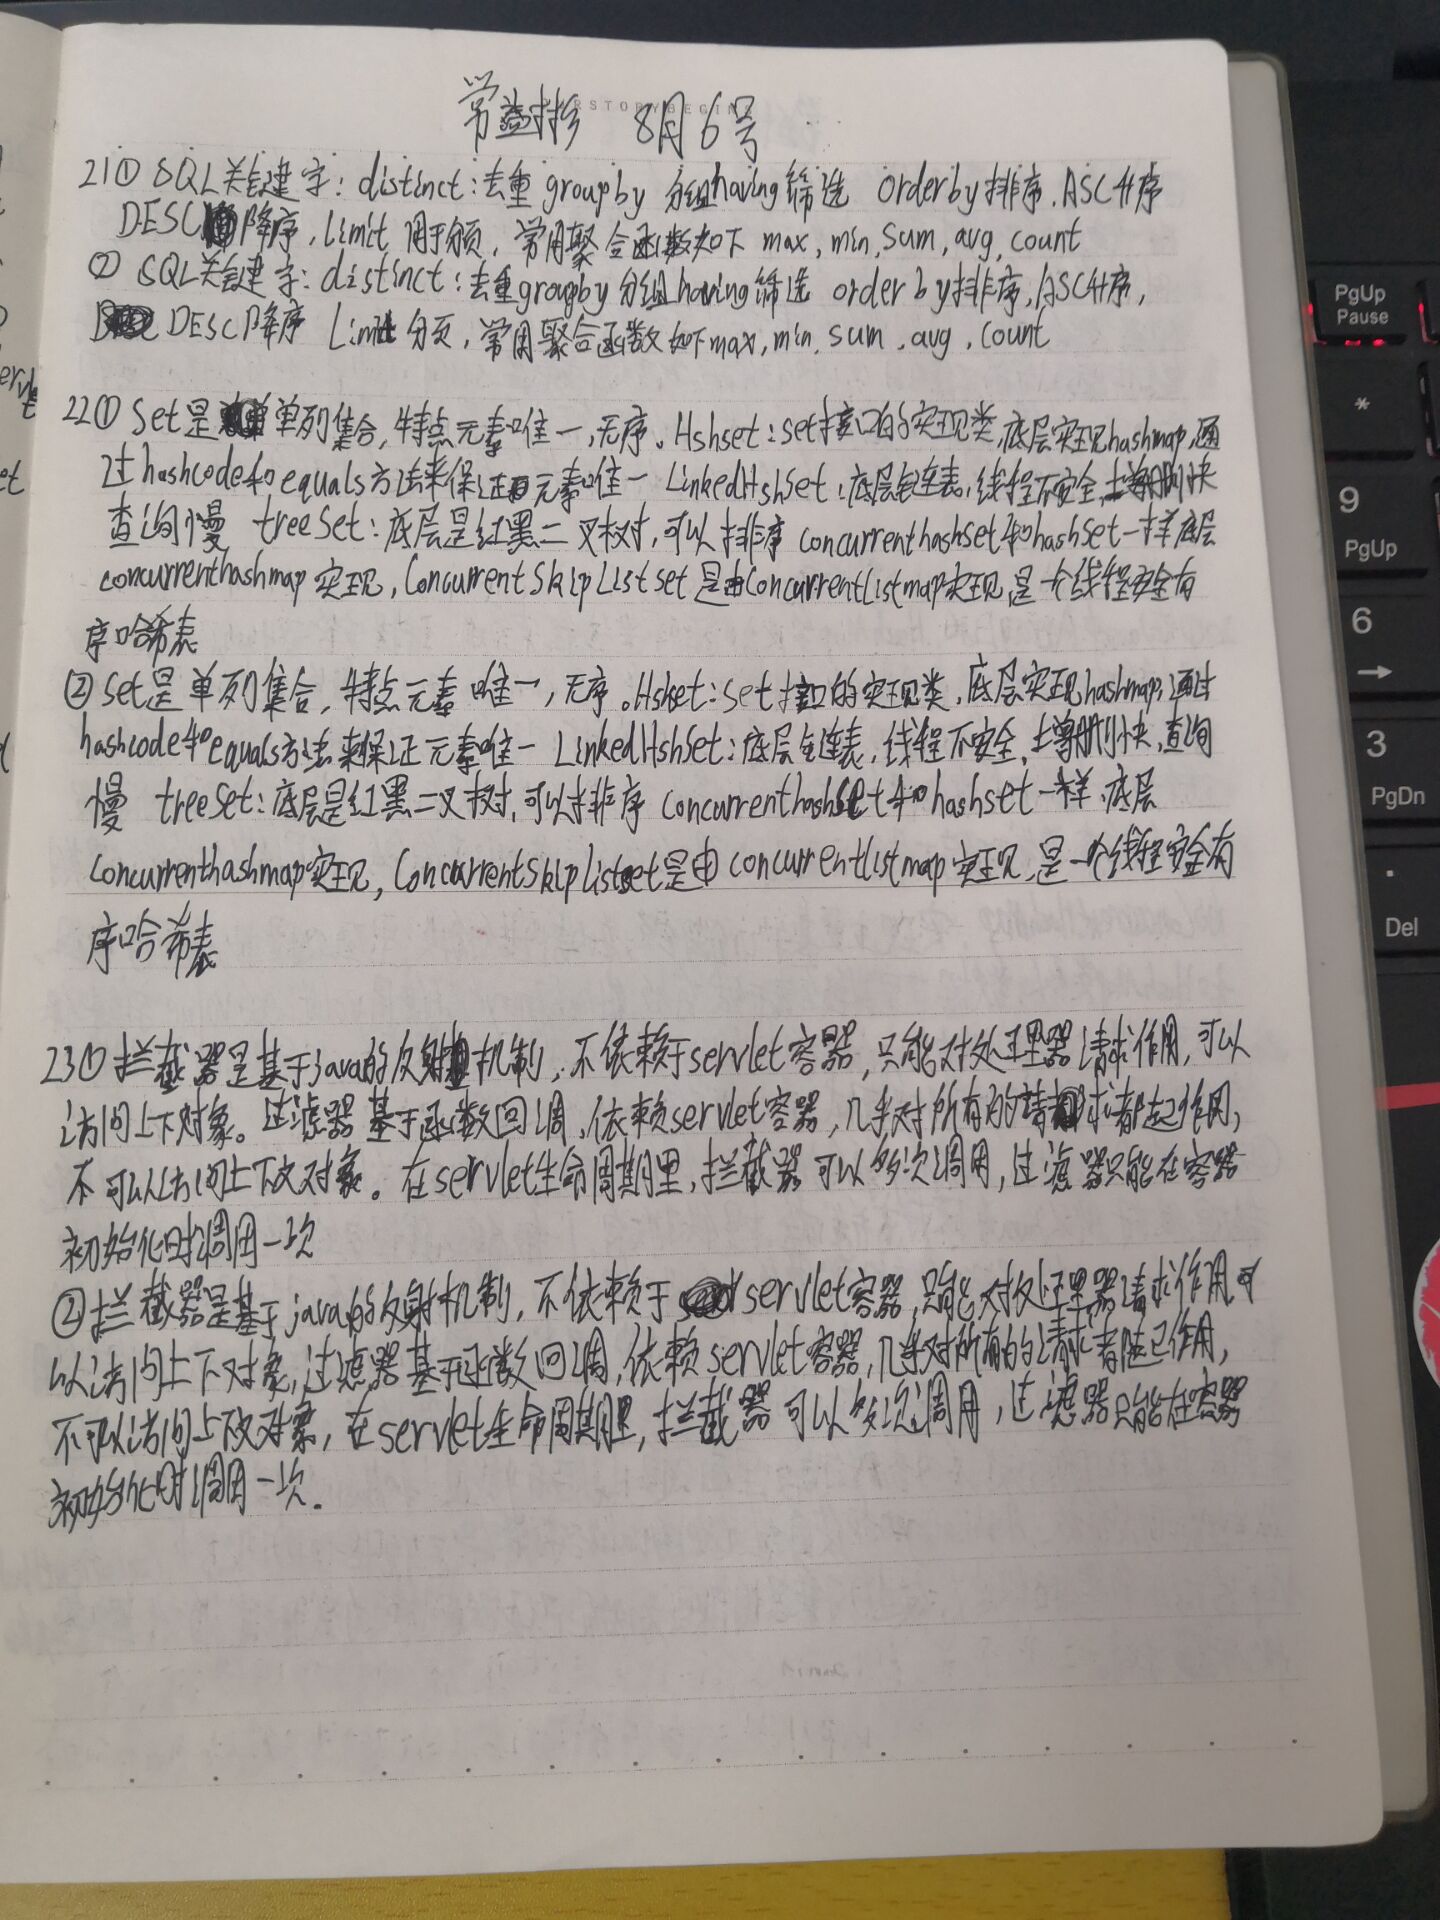 常益彬 8月6号
21① SQL关键字: distinct:去重 group by 分组 having 筛选 order by 排序, ASC升序
DESC 降序, Limit 用于分页, 常用聚合函数如下 max, min, sum, avg, count
② SQL关键字: distinct:去重 group by 分组 having 筛选 order by 排序, ASC升序,
DESC降序 Limit 分页, 常用聚合函数如下 max, min, sum, avg, count
22① Set是单列集合, 特点元素唯一, 无序。Hshset:set接口的实现类, 底层实现hashmap, 通
过hashcode和equals方法来保证元素唯一 LinkedHshSet:底层链表, 线程不安全, 增删快
查询慢 treeSet:底层是红黑二叉树, 可以排序 concurrenthashset和hashSet一样底层
concurrenthashmap实现, ConcurrentSkipListset是由ConcurrentListmap实现, 是一个线程安全有
序哈希表
② set是单列集合, 特点元素唯一, 无序。Hshet:set接口的实现类, 底层实现hashmap, 通过
hashcode和equals方法来保证元素唯一 LinkedHshSet:底层链表, 线程不安全, 增删快, 查询
慢 treeSet:底层是红黑二叉树, 可以排序 concurrenthashset和hashset一样, 底层
Concurrenthashmap实现, ConcurrentSkipListset是由concurrentlistmap实现, 是一个线程安全有
序哈希表
23① 拦截器是基于java的反射机制, 不依赖于servlet容器, 只能对处理器请求作用, 可以
访问上下对象。过滤器基于函数回调, 依赖servlet容器, 几乎对所有的请求都起作用,
不可以访问上下文对象。在servlet生命周期里, 拦截器可以多次调用, 过滤器只能在容器
初始化时调用一次
② 拦截器是基于java的反射机制, 不依赖于servlet容器, 只能对处理器请求作用, 可
以访问上下对象, 过滤器基于函数回调, 依赖servlet容器, 几乎对所有的请求都起作用,
不可以访问上下文对象, 在servlet生命周期里, 拦截器可以多次调用, 过滤器只能在容器
初始化时调用一次.
PgUp
Pause
*
9
PgUp
6
→
3
PgDn
.
Del